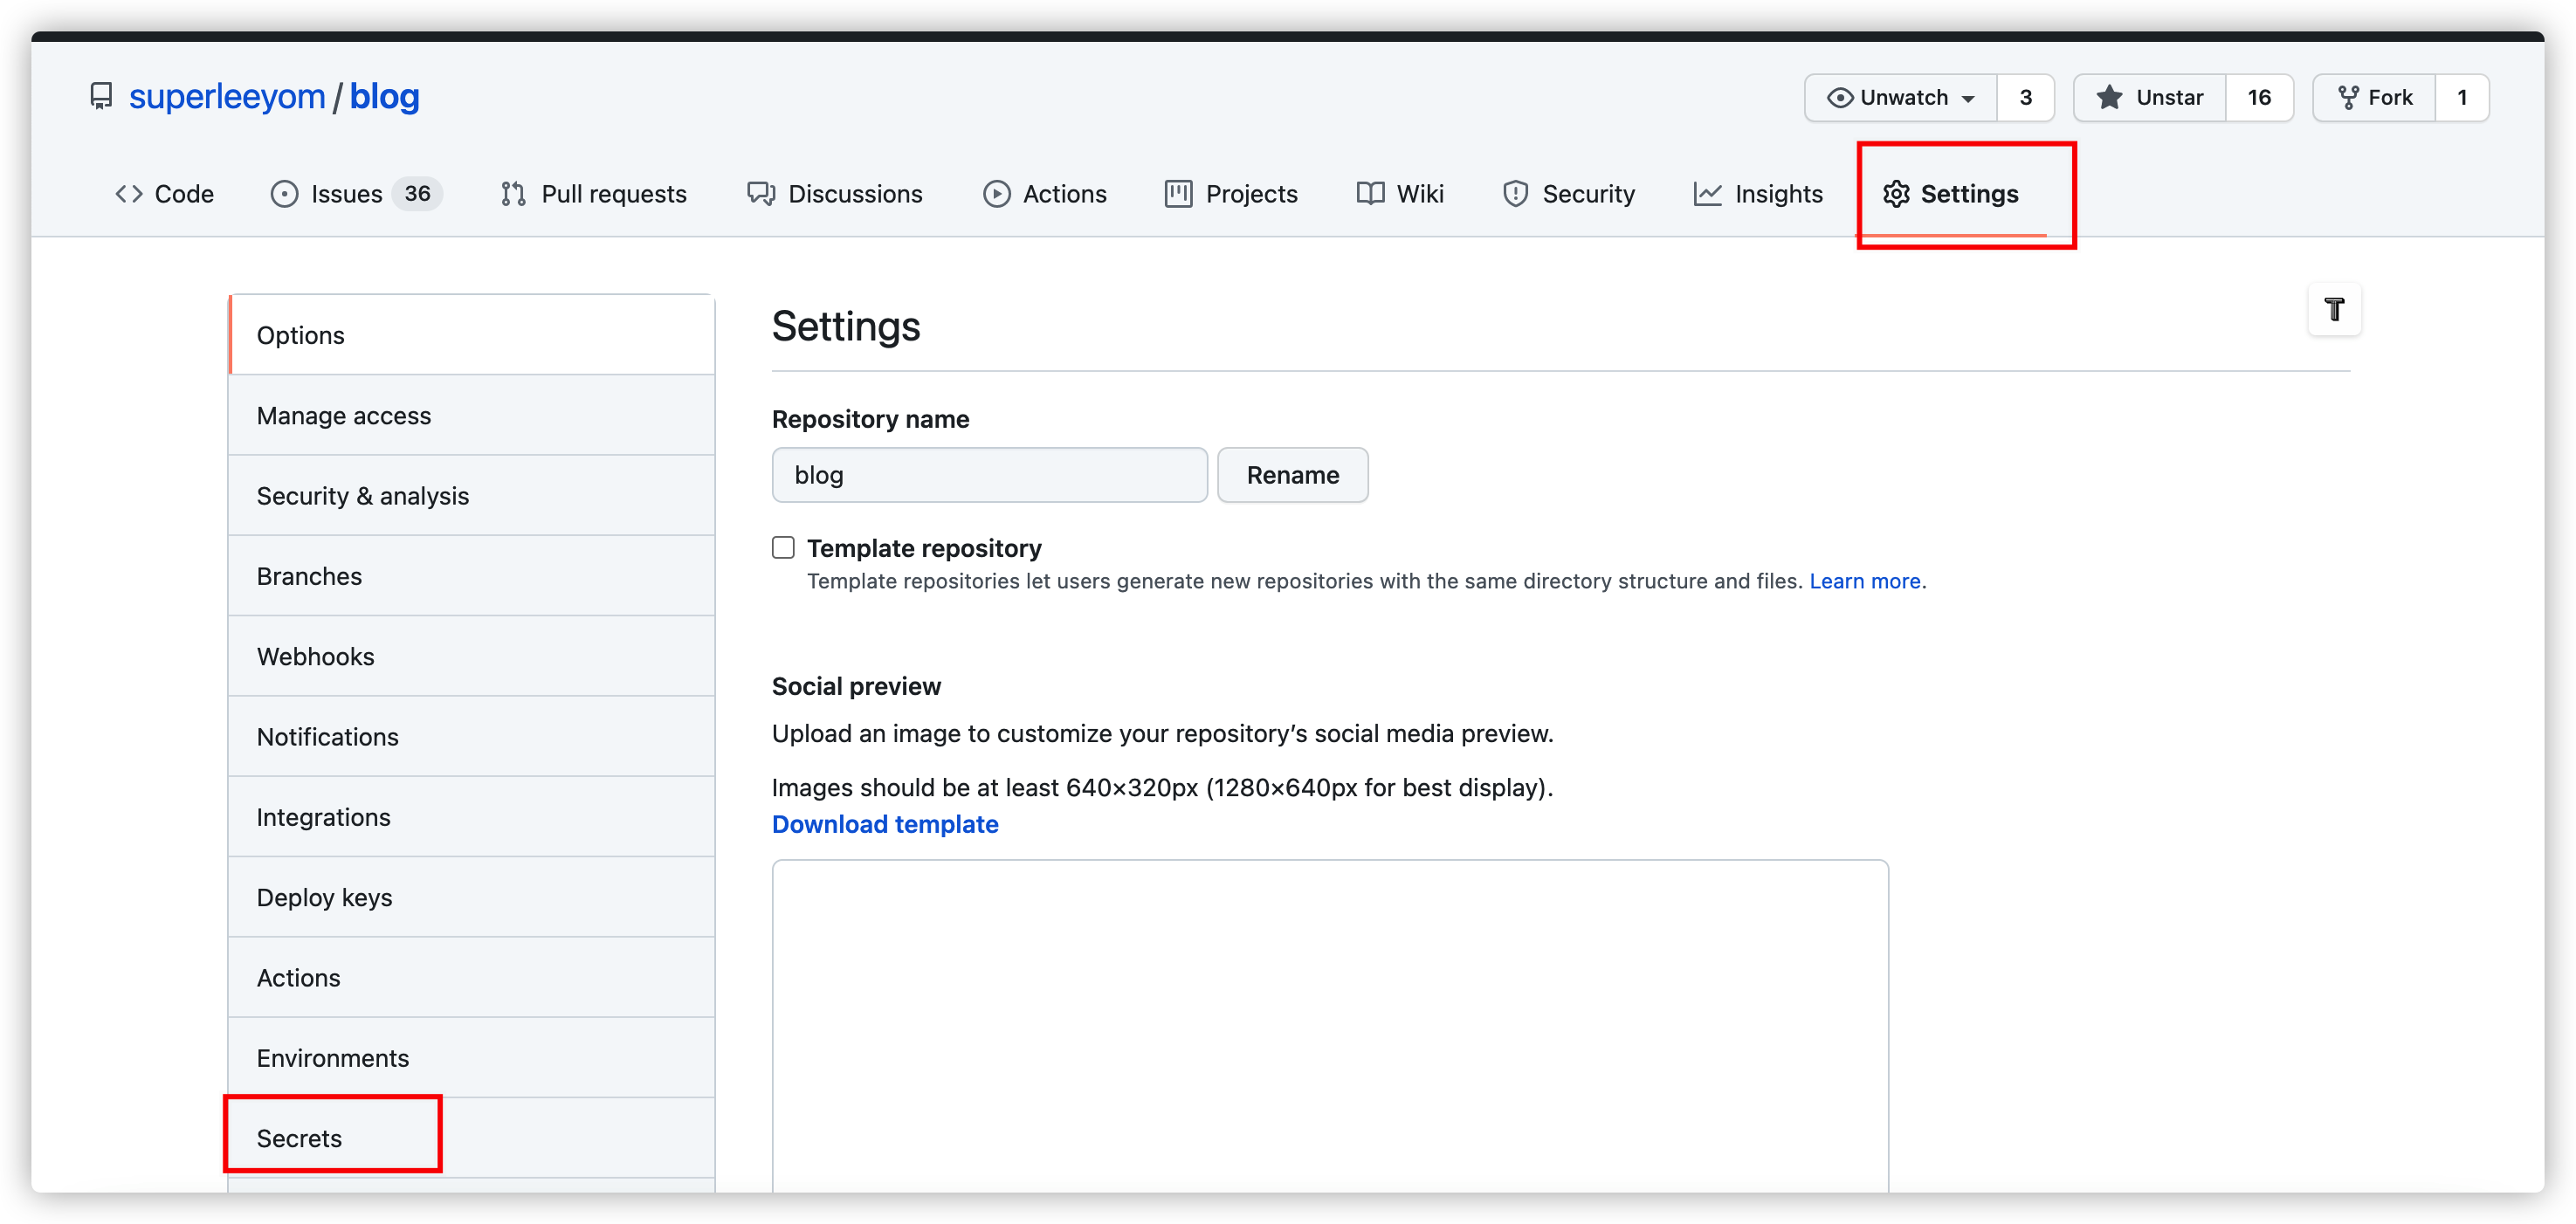 superleeyom / blog
Unwatch 3
Unstar 16
Fork 1
Code
Issues 36
Pull requests
Discussions
Actions
Projects
Wiki
Security
Insights
Settings
Options
Manage access
Security & analysis
Branches
Webhooks
Notifications
Integrations
Deploy keys
Actions
Environments
Secrets
Settings
T
Repository name
blog
Rename
Template repository
Template repositories let users generate new repositories with the same directory structure and files. Learn more.
Social preview
Upload an image to customize your repository’s social media preview.
Images should be at least 640×320px (1280×640px for best display).
Download template